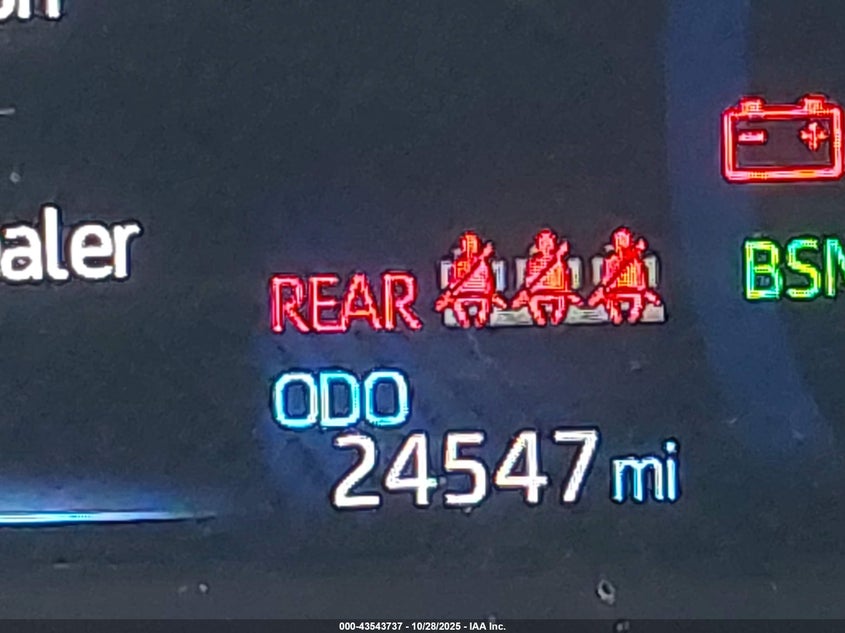 aler
BSM
REAR
ODO
24547 mi
000-43543737 - 10/28/2025 - IAA Inc.